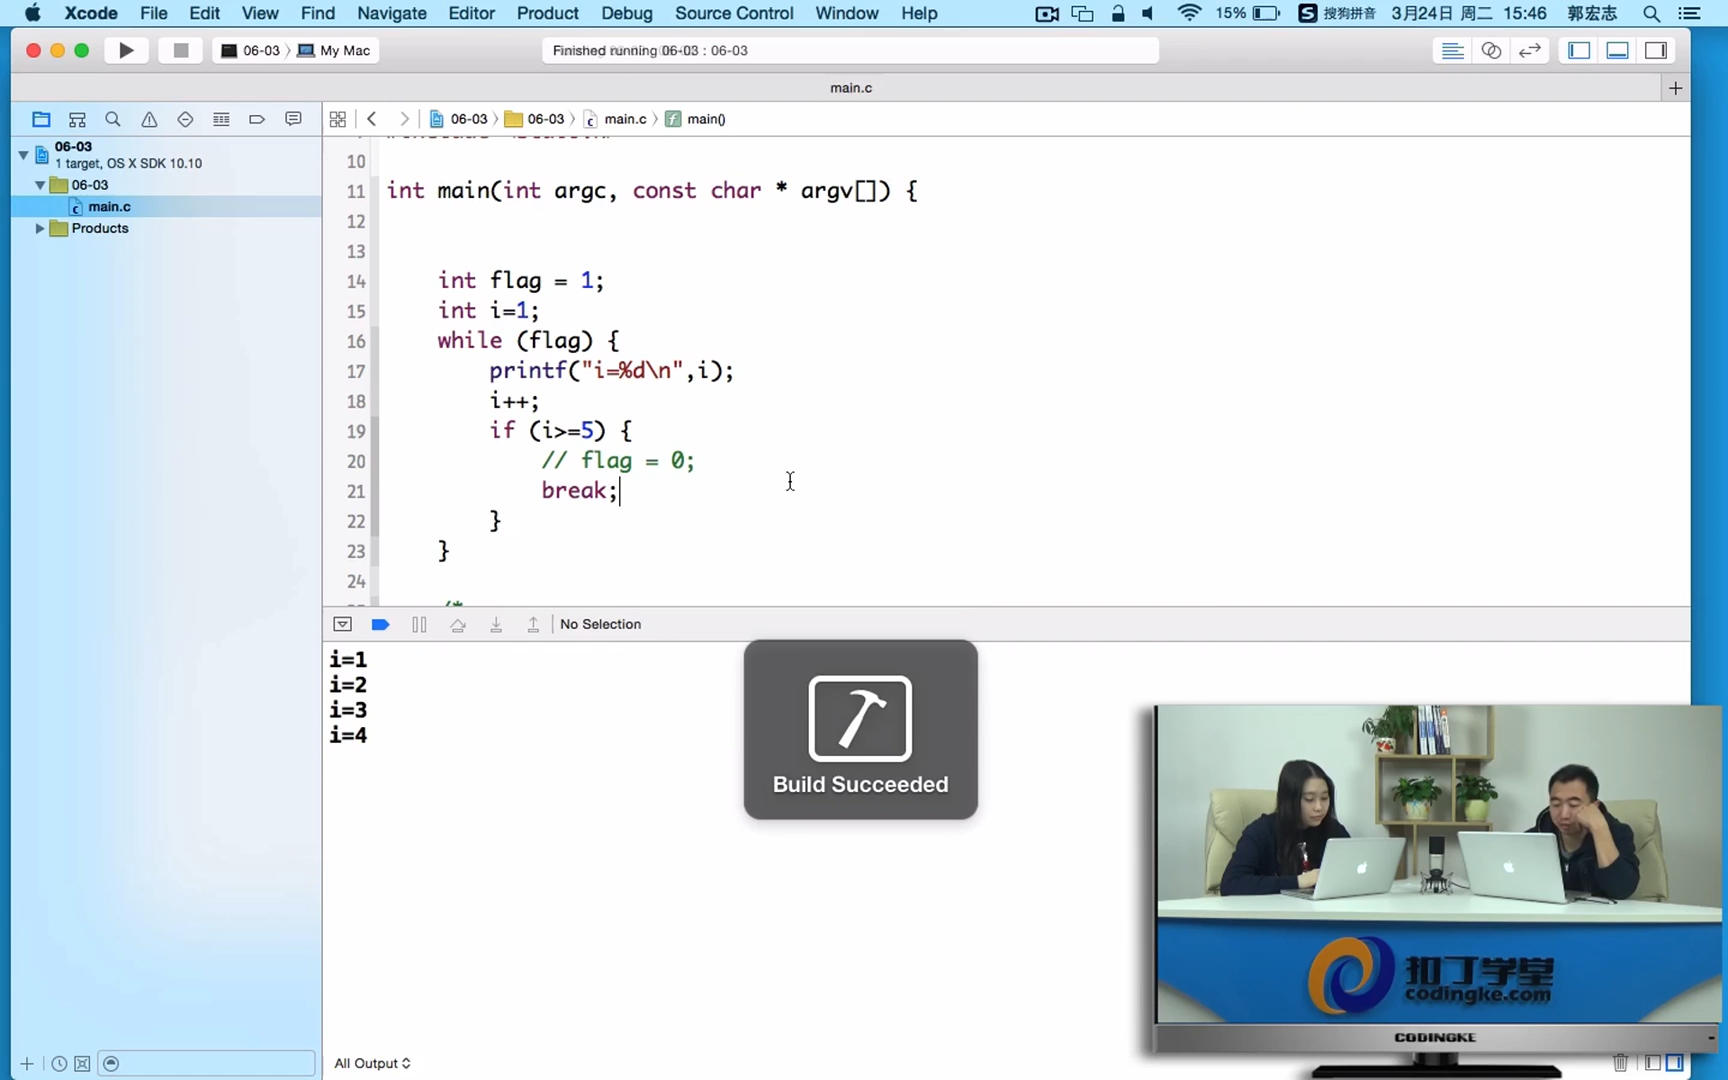 Xcode File Edit View Find Navigate Editor Product Debug Source Control Window Help 15% S 搜狗拼音 3月24日 周二 15:46 郭宏志
06-03 〉 My Mac
Finished running 06-03 : 06-03
main.c
06-03 〉 06-03 〉 main.c 〉 main()
06-03
1 target, OS X SDK 10.10
06-03
main.c
Products
10
11 int main(int argc, const char * argv[]) {
12
13
14 int flag = 1;
15 int i=1;
16 while (flag) {
17 printf("i=%d\n",i);
18 i++;
19 if (i>=5) {
20 // flag = 0;
21 break;
22 }
23 }
24
/*
No Selection
i=1
i=2
i=3
i=4
Build Succeeded
扣丁学堂
codingke.com
CODINGKE
All Output